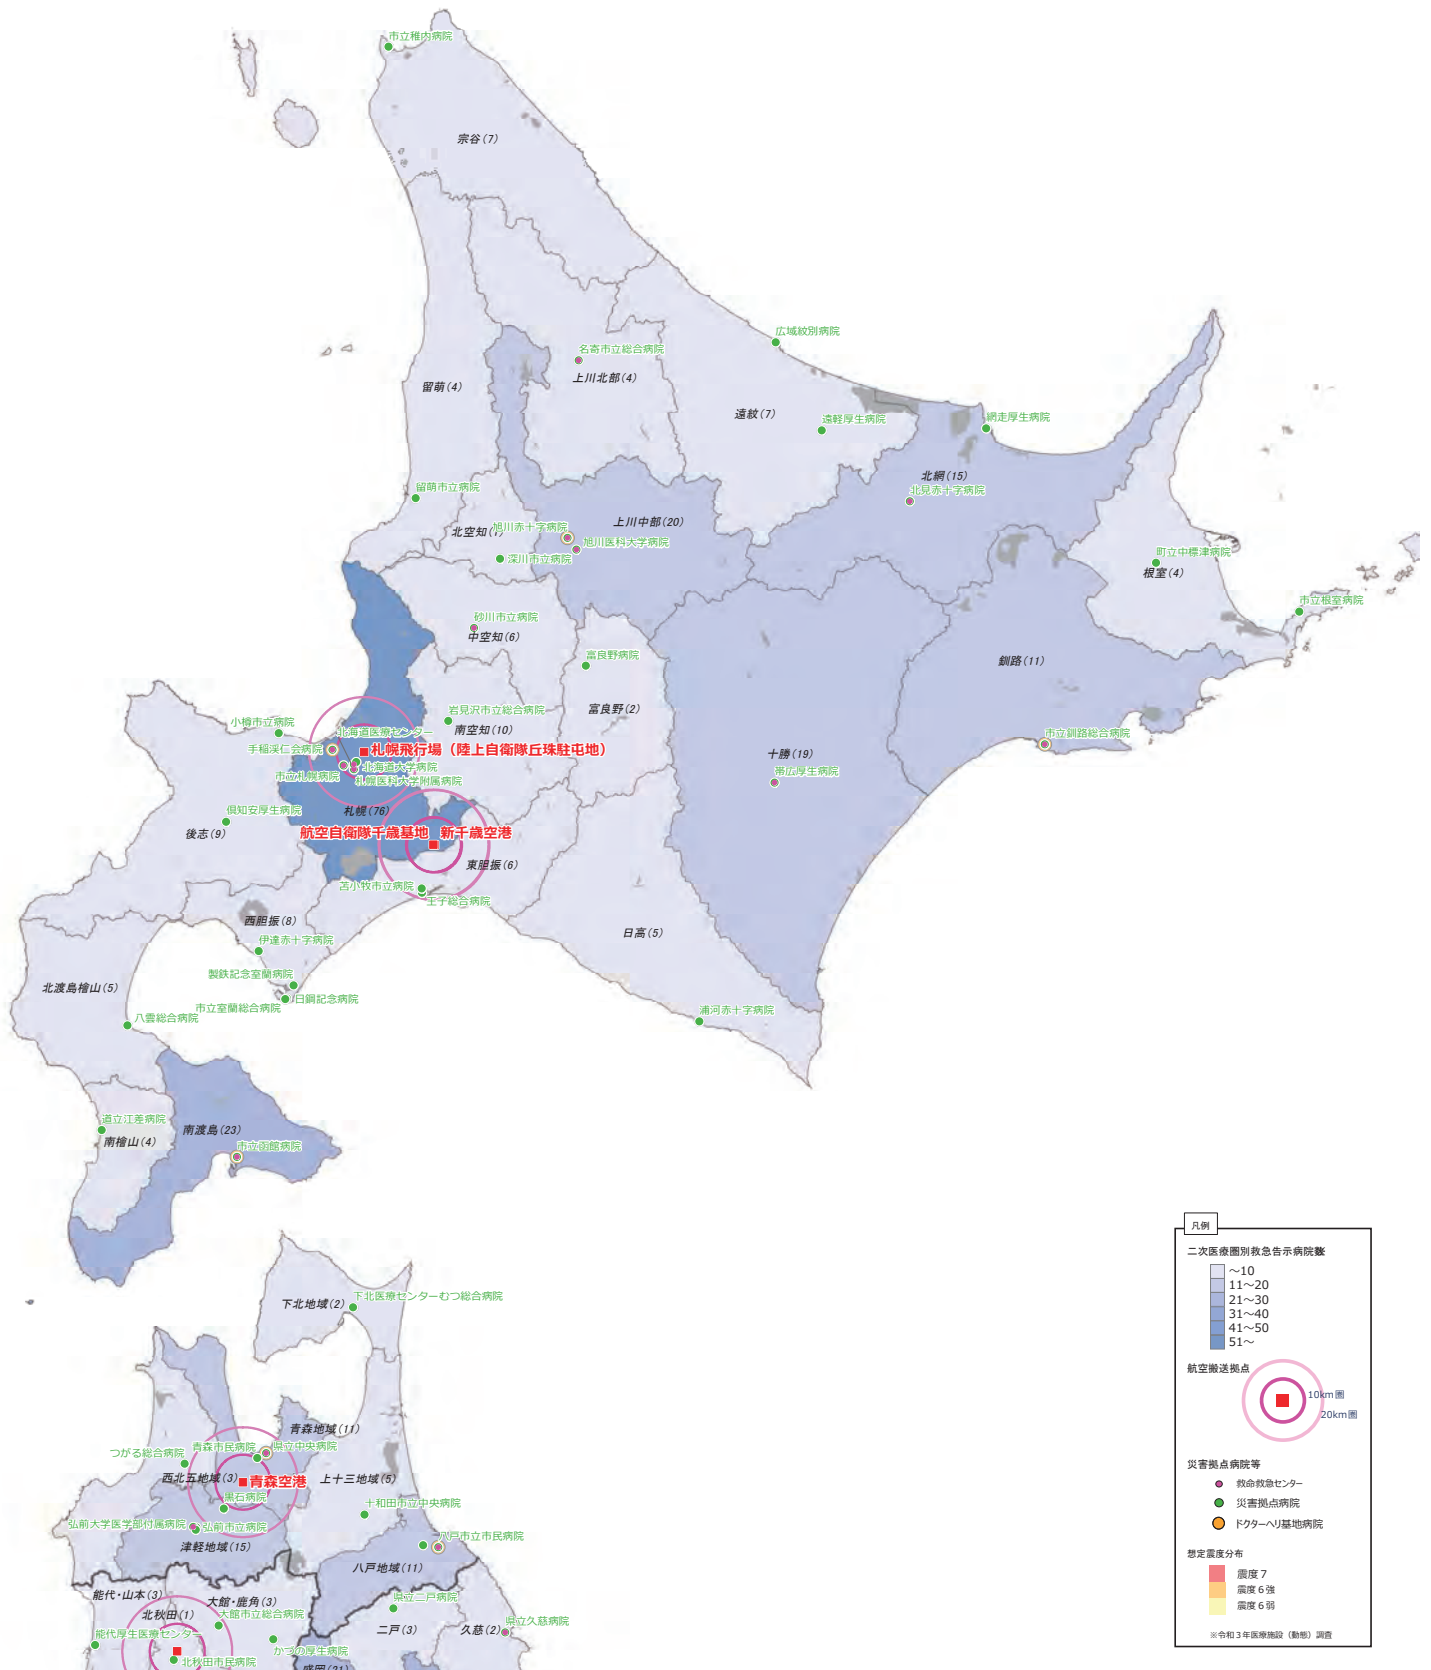 市立稚内病院
宗谷(7)
広域紋別病院
名寄市立総合病院
上川北部(4)
留萌(4)
遠紋(7)
遠軽厚生病院
網走厚生病院
北網(15)
北見赤十字病院
留萌市立病院
上川中部(20)
旭川赤十字病院
北空知(1)
旭川医科大学病院
深川市立病院
町立中標津病院
根室(4)
市立根室病院
砂川市立病院
中空知(6)
富良野病院
釧路(11)
富良野(2)
岩見沢市立総合病院
南空知(10)
小樽市立病院
北海道医療センター
手稲渓仁会病院
札幌飛行場（陸上自衛隊丘珠駐屯地）
市立釧路総合病院
十勝(19)
北海道大学病院
市立札幌病院
札幌医科大学附属病院
帯広厚生病院
札幌(76)
倶知安厚生病院
後志(9)
航空自衛隊千歳基地
新千歳空港
東胆振(6)
苫小牧市立病院
王子総合病院
西胆振(8)
日高(5)
伊達赤十字病院
製鉄記念室蘭病院
北渡島檜山(5)
日鋼記念病院
市立室蘭総合病院
八雲総合病院
浦河赤十字病院
道立江差病院
南檜山(4)
南渡島(23)
市立函館病院
下北地域(2)
下北医療センターむつ総合病院
青森地域(11)
青森市民病院
県立中央病院
つがる総合病院
西北五地域(3)
青森空港
上十三地域(5)
黒石病院
十和田市立中央病院
弘前大学医学部付属病院
弘前市立病院
津軽地域(15)
八戸市立市民病院
八戸地域(11)
能代・山本(3)
大館・鹿角(3)
北秋田(1)
大館市立総合病院
県立二戸病院
二戸(3)
久慈(2)
県立久慈病院
能代厚生医療センター
かづの厚生病院
北秋田市民病院
盛岡(21)
凡例
二次医療圏別救急告示病院数
～10
11～20
21～30
31～40
41～50
51～
航空搬送拠点
10km圏
20km圏
災害拠点病院等
救命救急センター
災害拠点病院
ドクターヘリ基地病院
想定震度分布
震度７
震度６強
震度６弱
※令和３年医療施設（動態）調査